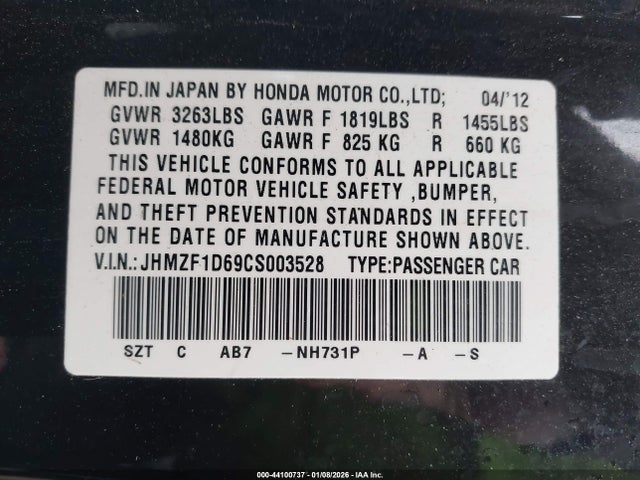 MFD.IN JAPAN BY HONDA MOTOR CO.,LTD; 04/'12
GVWR 3263LBS GAWR F 1819LBS R 1455LBS
GVWR 1480KG GAWR F 825 KG R 660 KG
THIS VEHICLE CONFORMS TO ALL APPLICABLE
FEDERAL MOTOR VEHICLE SAFETY ,BUMPER,
AND THEFT PREVENTION STANDARDS IN EFFECT
ON THE DATE OF MANUFACTURE SHOWN ABOVE.
V.I.N.:JHMZF1D69CS003528 TYPE:PASSENGER CAR
SZT C AB7 -NH731P -A -S
000-44100737 - 01/08/2026 - IAA Inc.